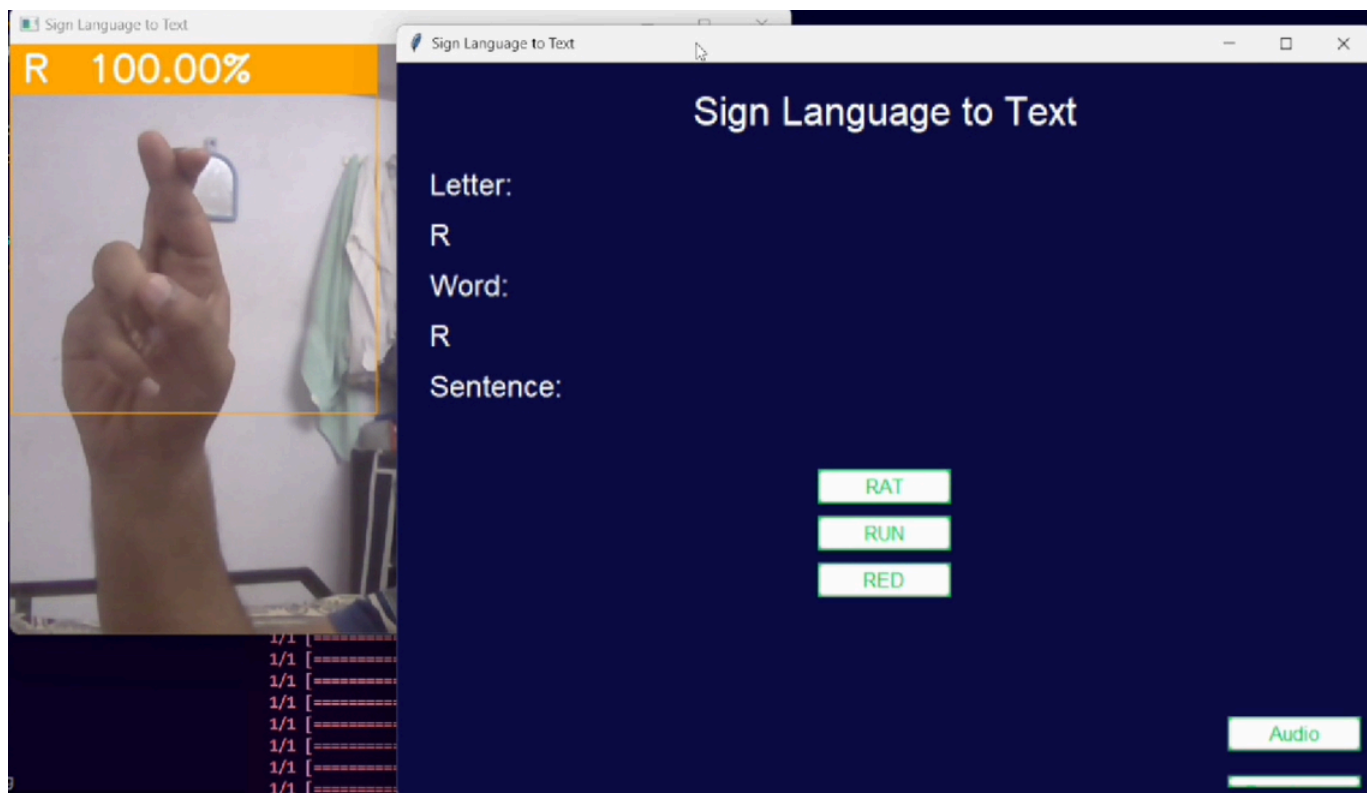 Sign Language to Text
R 100.00%
Sign Language to Text
Sign Language to Text
Letter:
R
Word:
R
Sentence:
RAT
RUN
RED
Audio
1/1 [==========
1/1 [==========
1/1 [==========
1/1 [==========
1/1 [==========
1/1 [==========
1/1 [==========
1/1 [==========